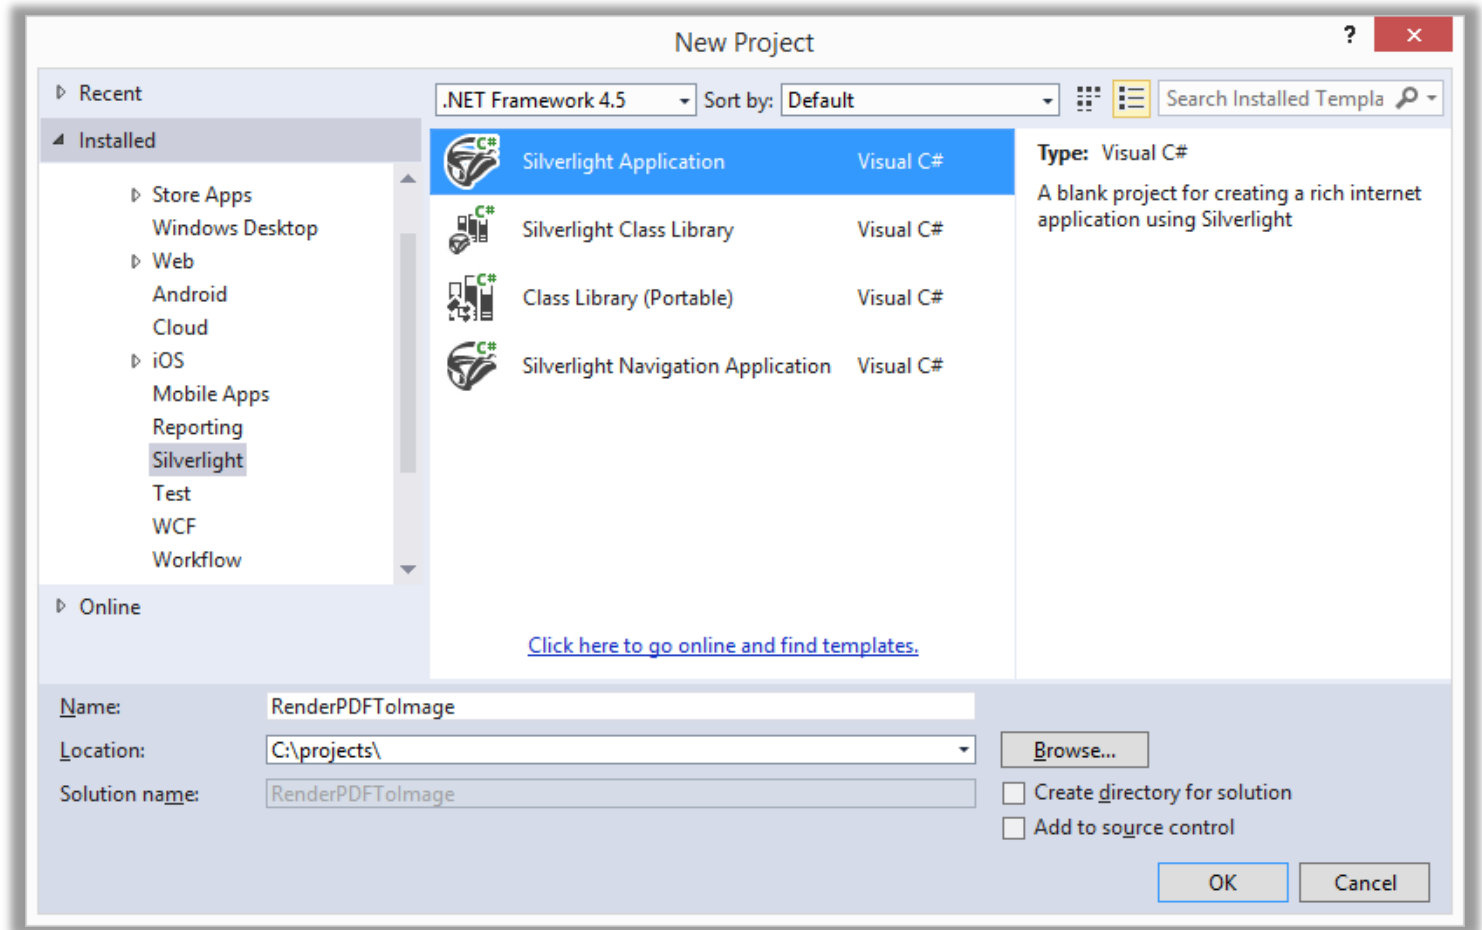 New Project
?
Recent
Installed
Store Apps
Windows Desktop
Web
Android
Cloud
iOS
Mobile Apps
Reporting
Silverlight
Test
WCF
Workflow
Online
.NET Framework 4.5 Sort by: Default
Search Installed Templa
C# Silverlight Application Visual C#
C# Silverlight Class Library Visual C#
C# Class Library (Portable) Visual C#
C# Silverlight Navigation Application Visual C#
Click here to go online and find templates.
Type: Visual C#
A blank project for creating a rich internet
application using Silverlight
Name: RenderPDFToImage
Location: C:\projects\ Browse...
Solution name: RenderPDFToImage
Create directory for solution
Add to source control
OK Cancel